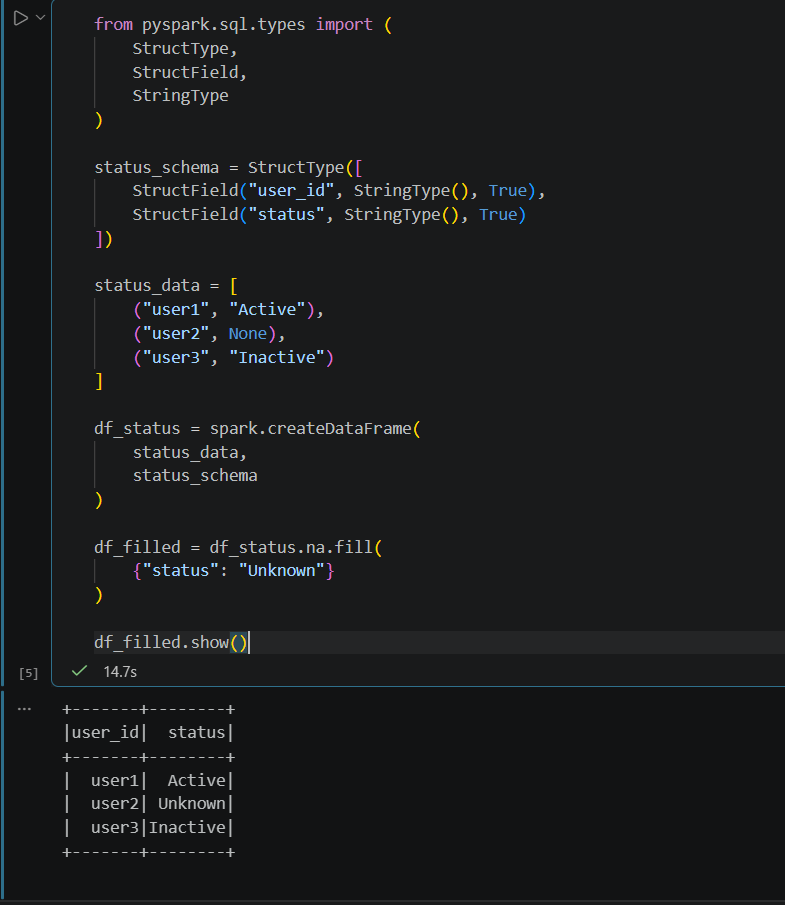 from pyspark.sql.types import (
    StructType,
    StructField,
    StringType
)

status_schema = StructType([
    StructField("user_id", StringType(), True),
    StructField("status", StringType(), True)
])

status_data = [
    ("user1", "Active"),
    ("user2", None),
    ("user3", "Inactive")
]

df_status = spark.createDataFrame(
    status_data,
    status_schema
)

df_filled = df_status.na.fill(
    {"status": "Unknown"}
)

df_filled.show()
[5] 14.7s
...
+-------+--------+
|user_id|  status|
+-------+--------+
|  user1|  Active|
|  user2| Unknown|
|  user3|Inactive|
+-------+--------+